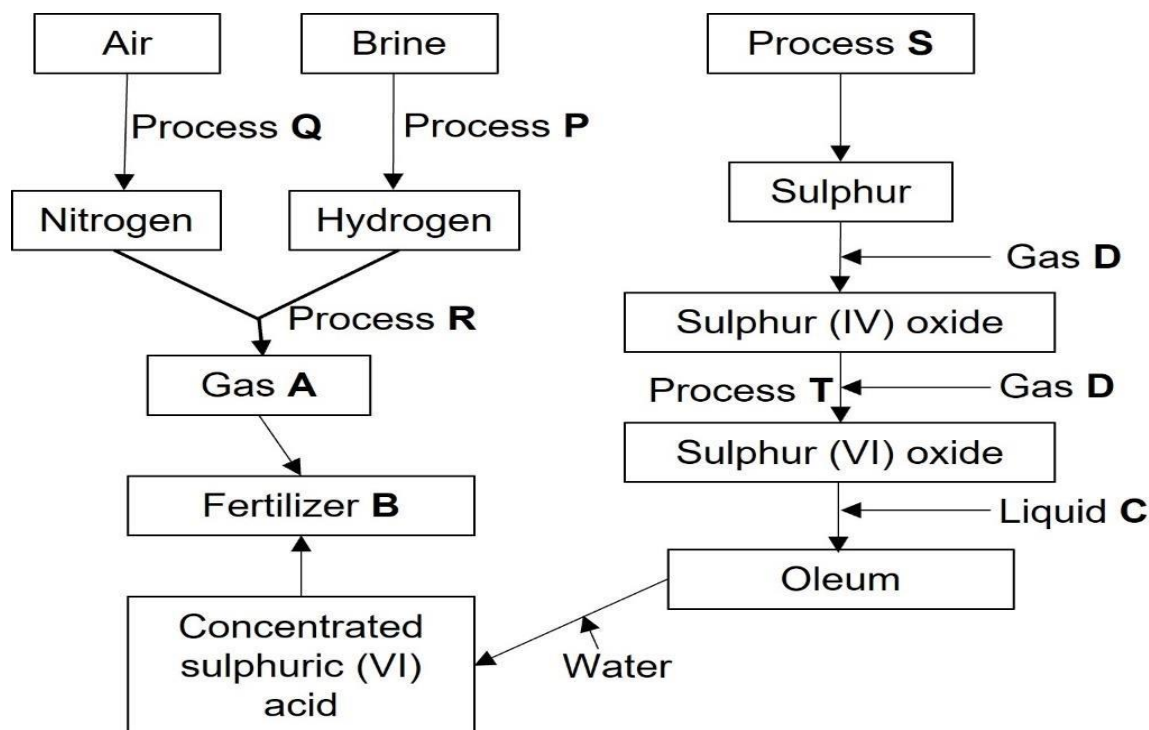 Air
Brine
Process S
Process Q
Process P
Sulphur
Nitrogen
Hydrogen
Gas D
Process R
Sulphur (IV) oxide
Gas A
Process T
Gas D
Sulphur (VI) oxide
Fertilizer B
Liquid C
Oleum
Concentrated
sulphuric (VI)
acid
Water